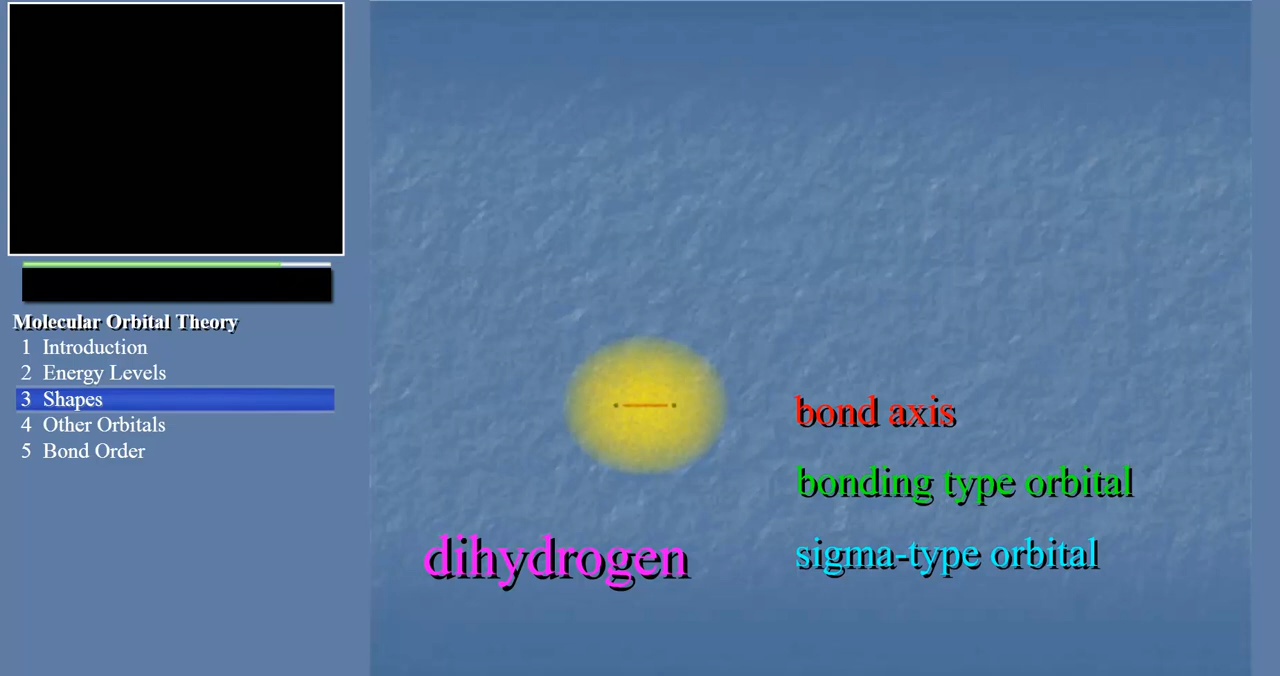 Molecular Orbital Theory
1 Introduction
2 Energy Levels
3 Shapes
4 Other Orbitals
5 Bond Order
bond axis
bonding type orbital
sigma-type orbital
dihydrogen